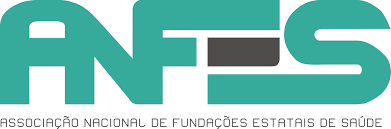 ANFES
ASSOCIAÇÃO NACIONAL DE FUNDAÇÕES ESTATAIS DE SAÚDE